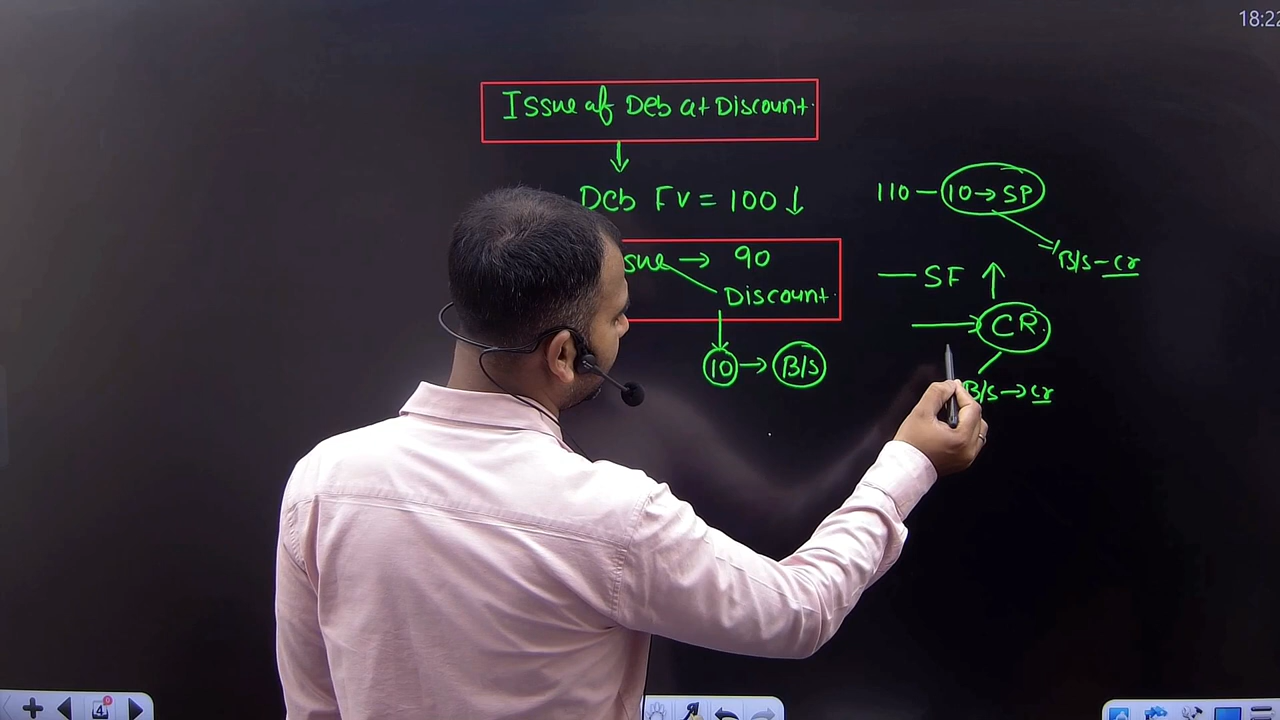 18:22
Issue of Deb at Discount.
Deb FV = 100 ↓
110 — 10 → SP
B/S - Cr
→ 90
Discount.
— SF ↑
→ CR.
10 → B/S
B/S → Cr
4